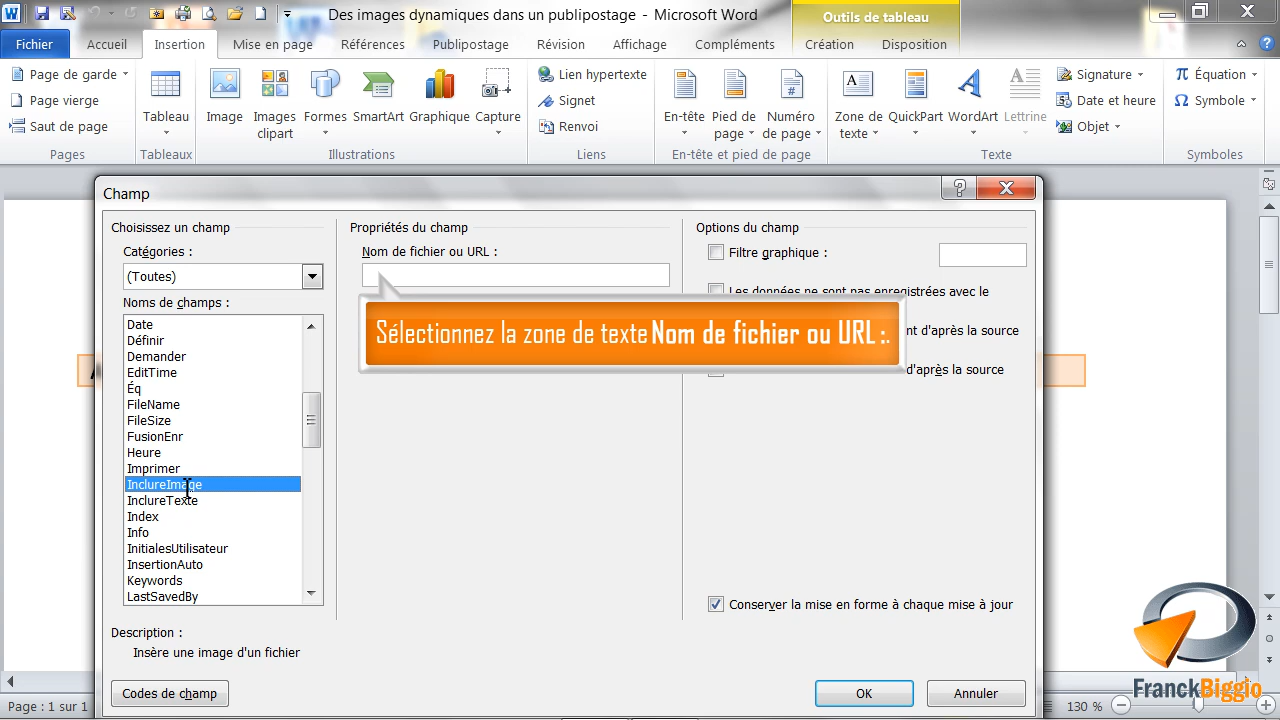 Des images dynamiques dans un publipostage - Microsoft Word
Outils de tableau
Fichier
Accueil
Insertion
Mise en page
Références
Publipostage
Révision
Affichage
Compléments
Création
Disposition
Page de garde
Page vierge
Saut de page
Pages
Tableau
Tableaux
Image
Images clipart
Formes
SmartArt
Graphique
Capture
Illustrations
Lien hypertexte
Signet
Renvoi
Liens
En-tête
Pied de page
Numéro de page
En-tête et pied de page
Zone de texte
QuickPart
WordArt
Lettrine
Signature
Date et heure
Objet
Texte
Équation
Symbole
Symboles
Champ
Choisissez un champ
Catégories :
(Toutes)
Noms de champs :
Date
Définir
Demander
EditTime
Éq
FileName
FileSize
FusionEnr
Heure
Imprimer
InclureImage
InclureTexte
Index
Info
InitialesUtilisateur
InsertionAuto
Keywords
LastSavedBy
Propriétés du champ
Nom de fichier ou URL :
Sélectionnez la zone de texte Nom de fichier ou URL :.
Options du champ
Filtre graphique :
Les données ne sont pas enregistrées avec le
nt d'après la source
d'après la source
Conserver la mise en forme à chaque mise à jour
Description :
Insère une image d'un fichier
Codes de champ
OK
Annuler
FranckBiggio
Page : 1 sur 1
130 %